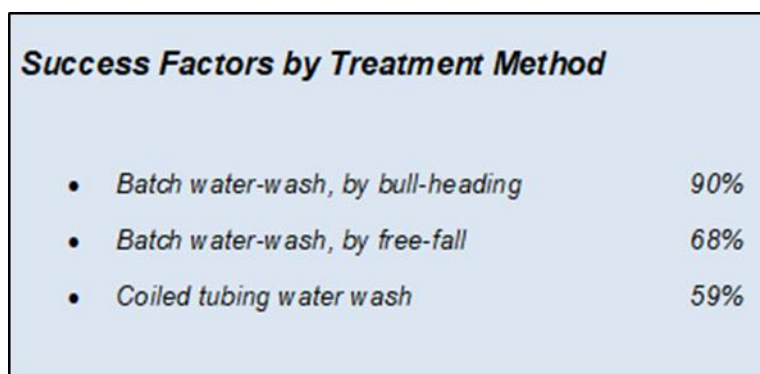 Success Factors by Treatment Method
• Batch water-wash, by bull-heading 90%
• Batch water-wash, by free-fall 68%
• Coiled tubing water wash 59%